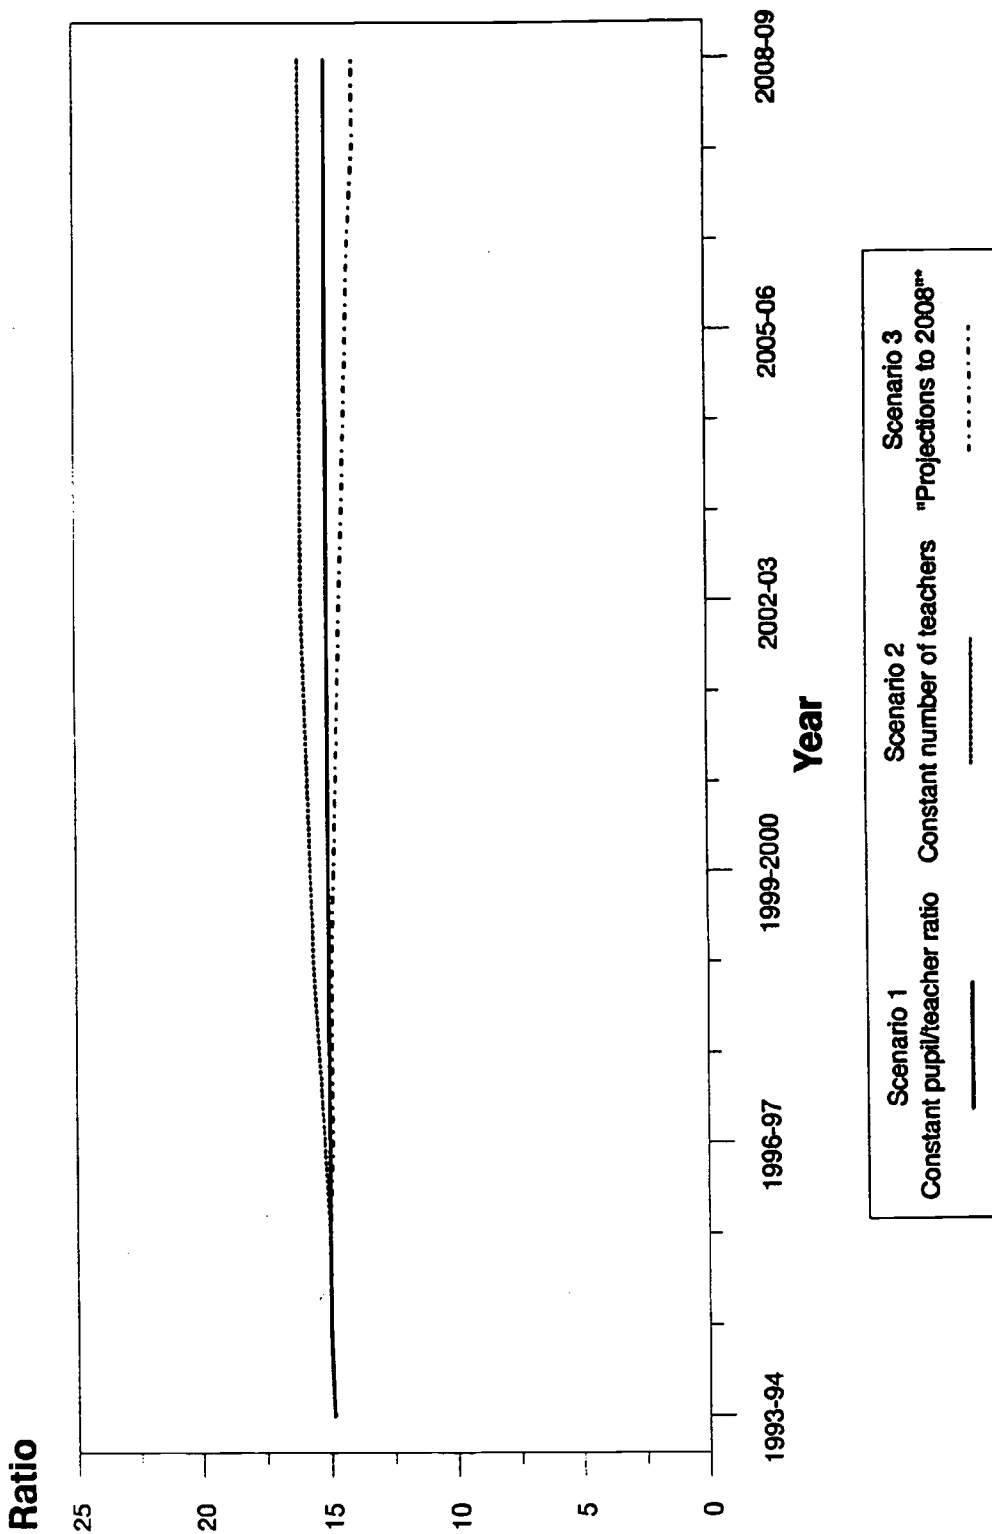 Ratio
25
20
15
10
5
0
1993-94
1996-97
1999-2000
2002-03
2005-06
2008-09
Year
Scenario 1
Constant pupil/teacher ratio
Scenario 2
Constant number of teachers
Scenario 3
"Projections to 2008"*